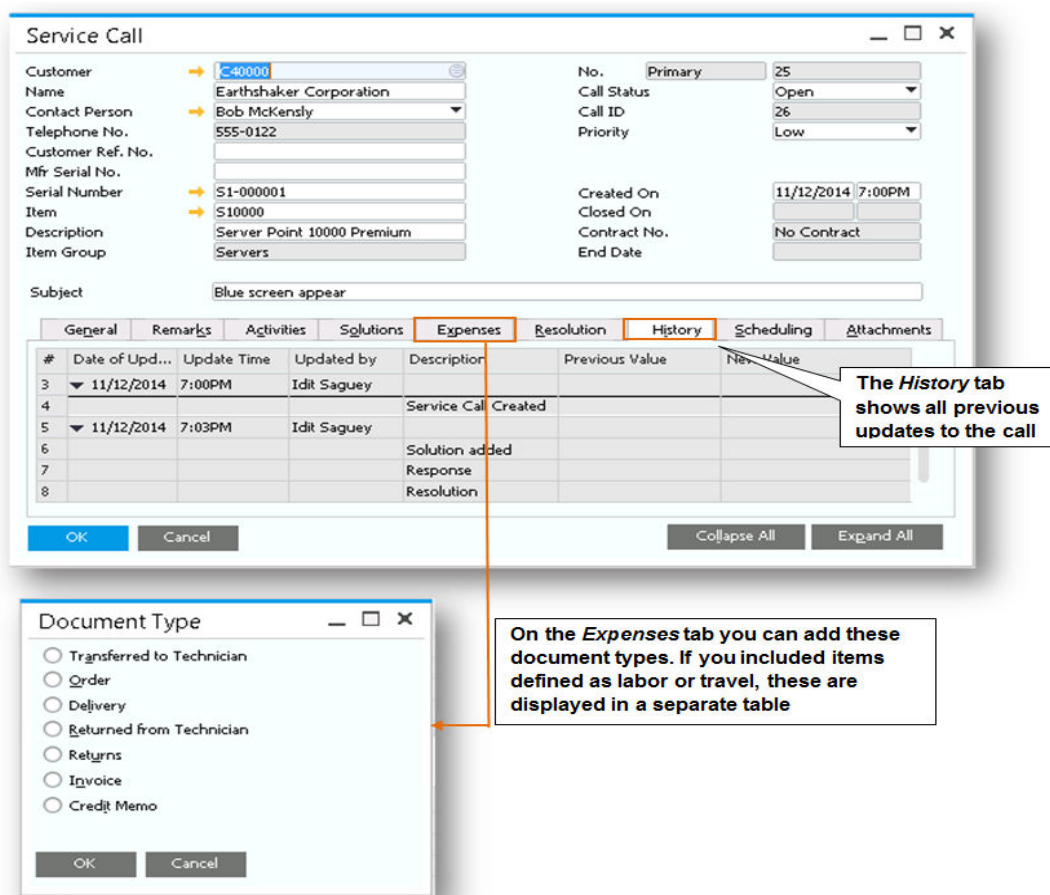 Service Call
Customer C40000 No. Primary 25
Name Earthshaker Corporation Call Status Open
Contact Person Bob McKensly Call ID 26
Telephone No. 555-0122 Priority Low
Customer Ref. No.
Mfr Serial No.
Serial Number S1-000001 Created On 11/12/2014 7:00PM
Item S10000 Closed On
Description Server Point 10000 Premium Contract No. No Contract
Item Group Servers End Date
Subject Blue screen appear
General Remarks Activities Solutions Expenses Resolution History Scheduling Attachments
# Date of Upd... Update Time Updated by Description Previous Value New Value
3 11/12/2014 7:00PM Idit Saguey
4 Service Call Created
5 11/12/2014 7:03PM Idit Saguey
6 Solution added
7 Response
8 Resolution
The History tab
shows all previous
updates to the call
OK Cancel Collapse All Expand All
Document Type
Transferred to Technician
Order
Delivery
Returned from Technician
Returns
Invoice
Credit Memo
OK Cancel
On the Expenses tab you can add these
document types. If you included items
defined as labor or travel, these are
displayed in a separate table